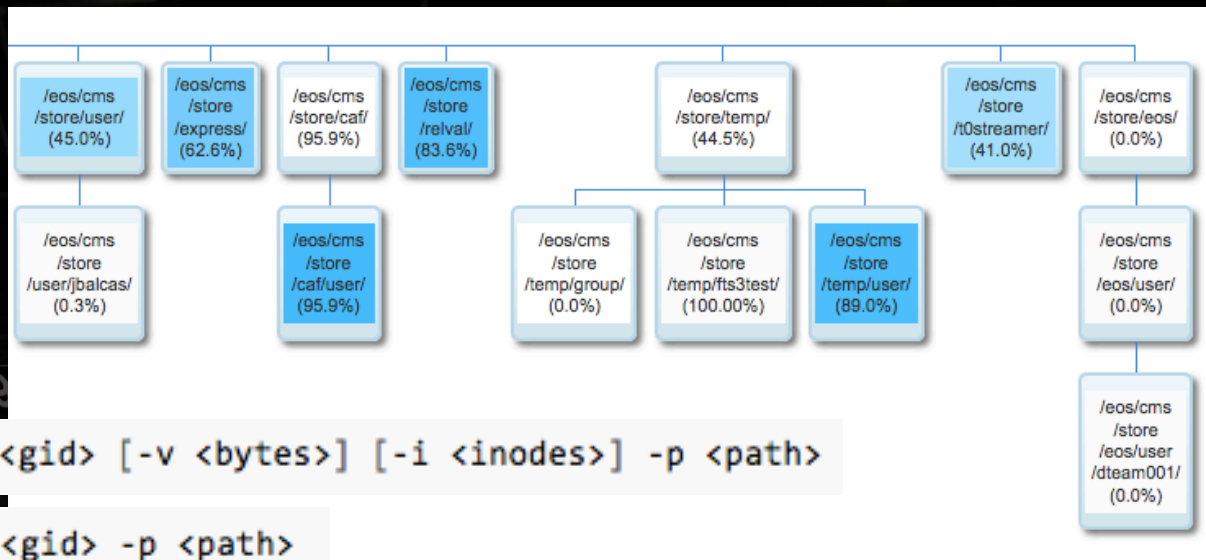 /eos/cms
/store/user/
(45.0%)
/eos/cms
/store
/express/
(62.6%)
/eos/cms
/store/caf/
(95.9%)
/eos/cms
/store
/relval/
(83.6%)
/eos/cms
/store/temp/
(44.5%)
/eos/cms
/store
/t0streamer/
(41.0%)
/eos/cms
/store/eos/
(0.0%)
/eos/cms
/store
/user/jbalcas/
(0.3%)
/eos/cms
/store
/caf/user/
(95.9%)
/eos/cms
/store
/temp/group/
(0.0%)
/eos/cms
/store
/temp/fts3test/
(100.00%)
/eos/cms
/store
/temp/user/
(89.0%)
/eos/cms
/store
/eos/user/
(0.0%)
/eos/cms
/store
/eos/user
/dteam001/
(0.0%)
<gid> [-v <bytes>] [-i <inodes>] -p <path>
<gid> -p <path>